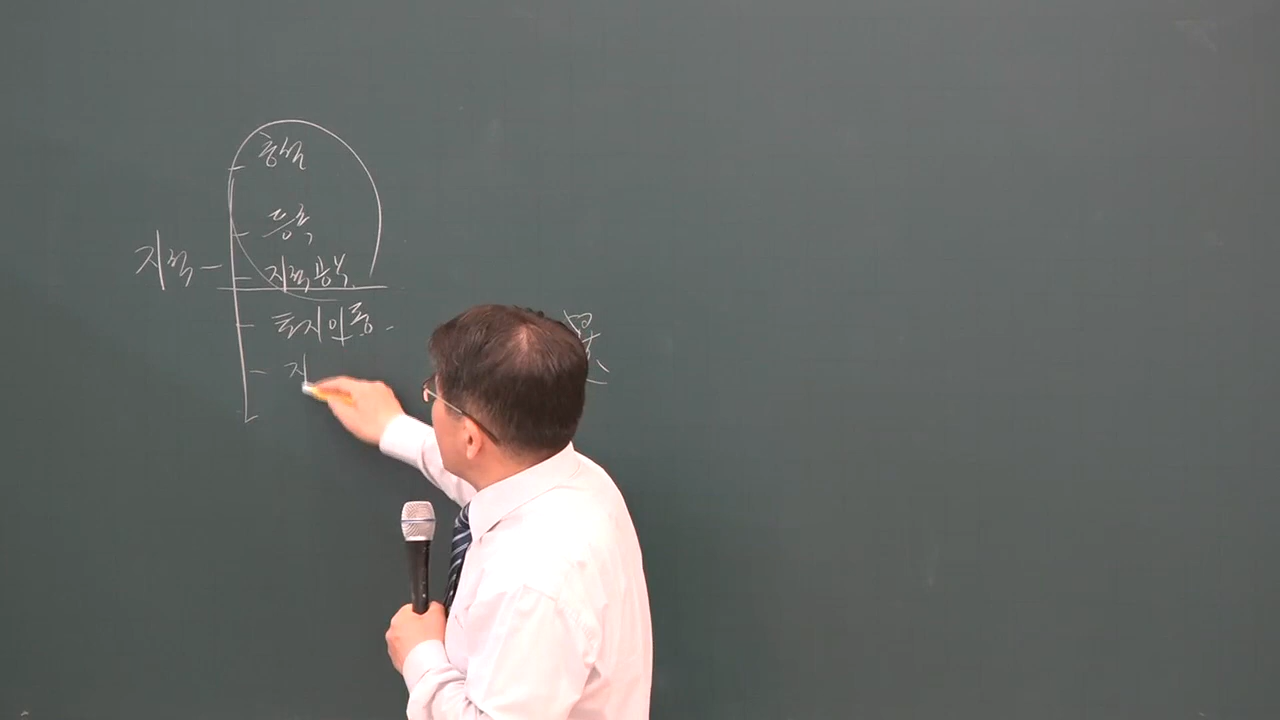 총칙
등록
지적 -
지적공부
토지이동 -
- 지